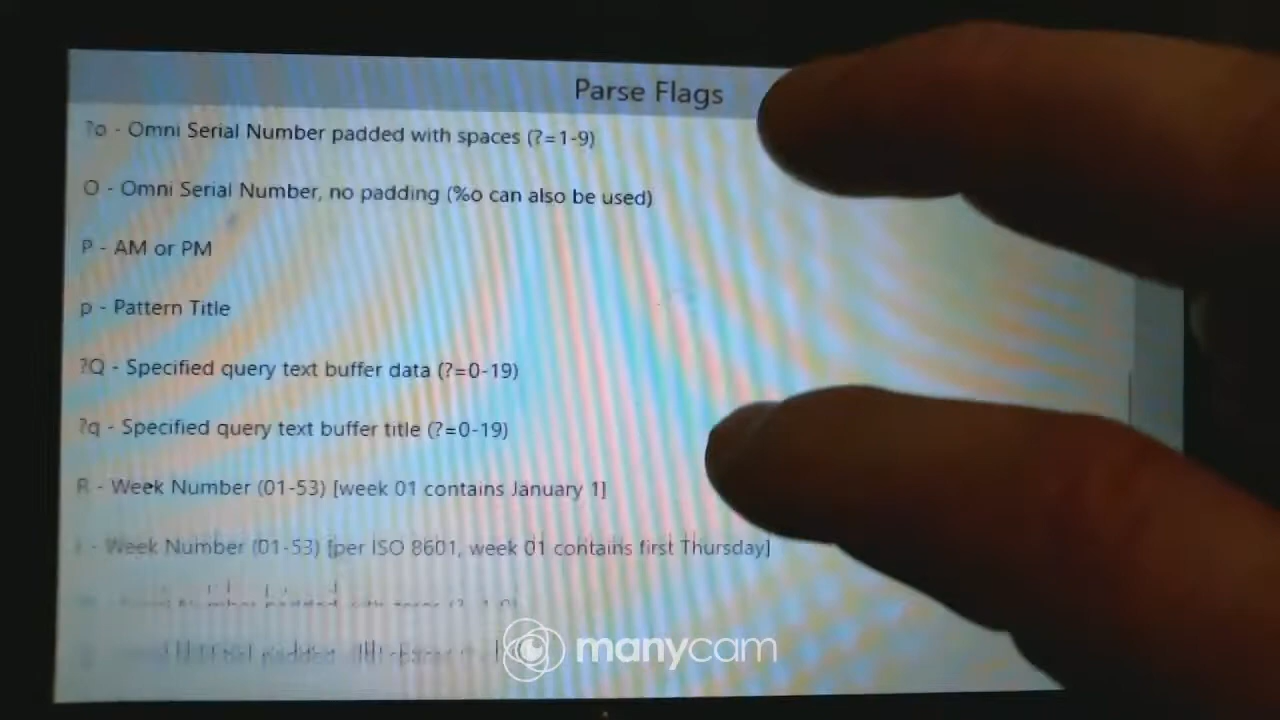 Parse Flags
?o - Omni Serial Number padded with spaces (?=1-9)
O - Omni Serial Number, no padding (%o can also be used)
P - AM or PM
p - Pattern Title
?Q - Specified query text buffer data (?=0-19)
?q - Specified query text buffer title (?=0-19)
R - Week Number (01-53) [week 01 contains January 1]
- Week Number (01-53) [per ISO 8601, week 01 contains first Thursday]
padded
manycam